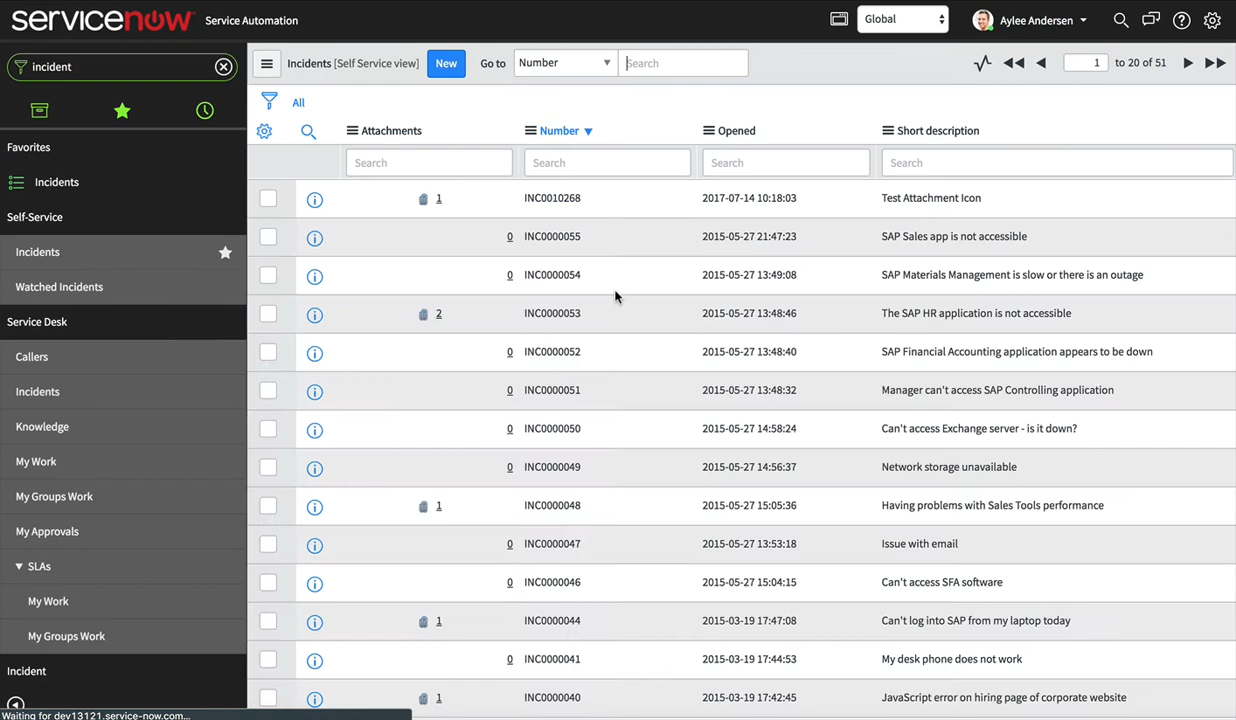 servicenow Service Automation Global Aylee Andersen
incident
Favorites
Incidents
Self-Service
Incidents
Watched Incidents
Service Desk
Callers
Incidents
Knowledge
My Work
My Groups Work
My Approvals
SLAs
My Work
My Groups Work
Incident
Waiting for dev13121.service-now.com...
Incidents [Self Service view] New Go to Number Search 1 to 20 of 51
All
Attachments Number Opened Short description
Search Search Search Search
1 INC0010268 2017-07-14 10:18:03 Test Attachment Icon
0 INC0000055 2015-05-27 21:47:23 SAP Sales app is not accessible
0 INC0000054 2015-05-27 13:49:08 SAP Materials Management is slow or there is an outage
2 INC0000053 2015-05-27 13:48:46 The SAP HR application is not accessible
0 INC0000052 2015-05-27 13:48:40 SAP Financial Accounting application appears to be down
0 INC0000051 2015-05-27 13:48:32 Manager can't access SAP Controlling application
0 INC0000050 2015-05-27 14:58:24 Can't access Exchange server - is it down?
0 INC0000049 2015-05-27 14:56:37 Network storage unavailable
1 INC0000048 2015-05-27 15:05:36 Having problems with Sales Tools performance
0 INC0000047 2015-05-27 13:53:18 Issue with email
0 INC0000046 2015-05-27 15:04:15 Can't access SFA software
1 INC0000044 2015-03-19 17:47:08 Can't log into SAP from my laptop today
0 INC0000041 2015-03-19 17:44:53 My desk phone does not work
1 INC0000040 2015-03-19 17:42:45 JavaScript error on hiring page of corporate website